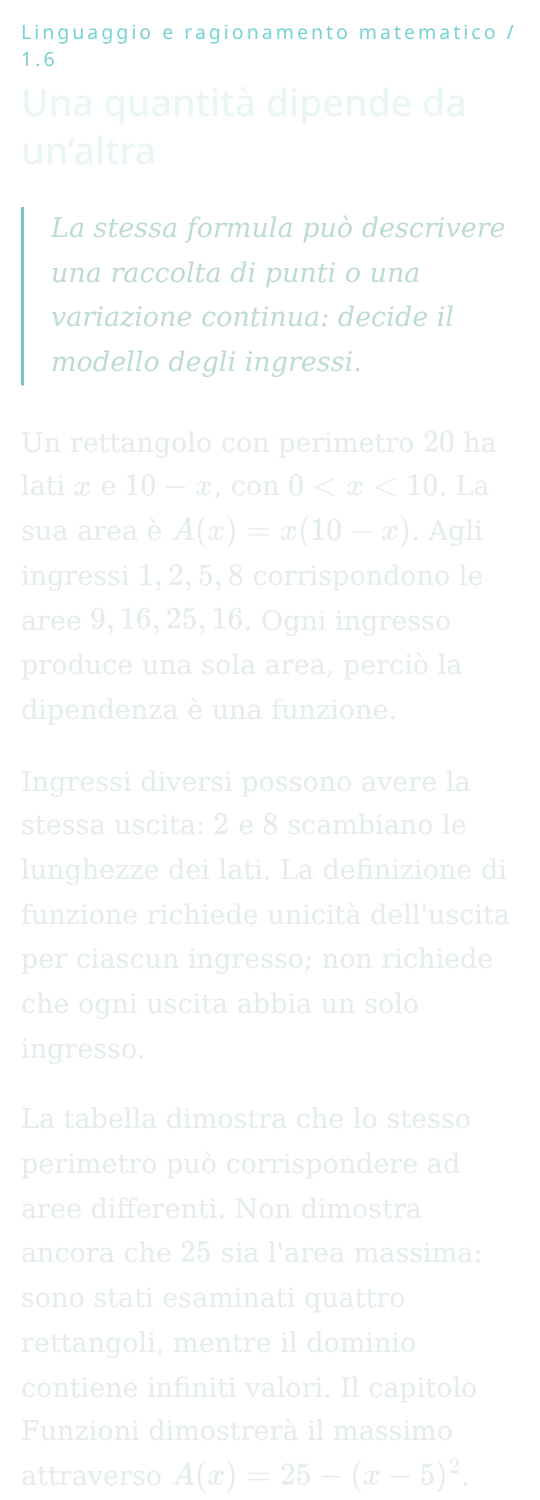 Linguaggio e ragionamento matematico /
1.6
Una quantità dipende da
un’altra
La stessa formula può descrivere
una raccolta di punti o una
variazione continua: decide il
modello degli ingressi.
Un rettangolo con perimetro 20 ha
lati x e 10 − x, con 0 < x < 10. La
sua area è A(x) = x(10 − x). Agli
ingressi 1, 2, 5, 8 corrispondono le
aree 9, 16, 25, 16. Ogni ingresso
produce una sola area, perciò la
dipendenza è una funzione.
Ingressi diversi possono avere la
stessa uscita: 2 e 8 scambiano le
lunghezze dei lati. La definizione di
funzione richiede unicità dell'uscita
per ciascun ingresso; non richiede
che ogni uscita abbia un solo
ingresso.
La tabella dimostra che lo stesso
perimetro può corrispondere ad
aree differenti. Non dimostra
ancora che 25 sia l'area massima:
sono stati esaminati quattro
rettangoli, mentre il dominio
contiene infiniti valori. Il capitolo
Funzioni dimostrerà il massimo
attraverso A(x) = 25 − (x − 5)².